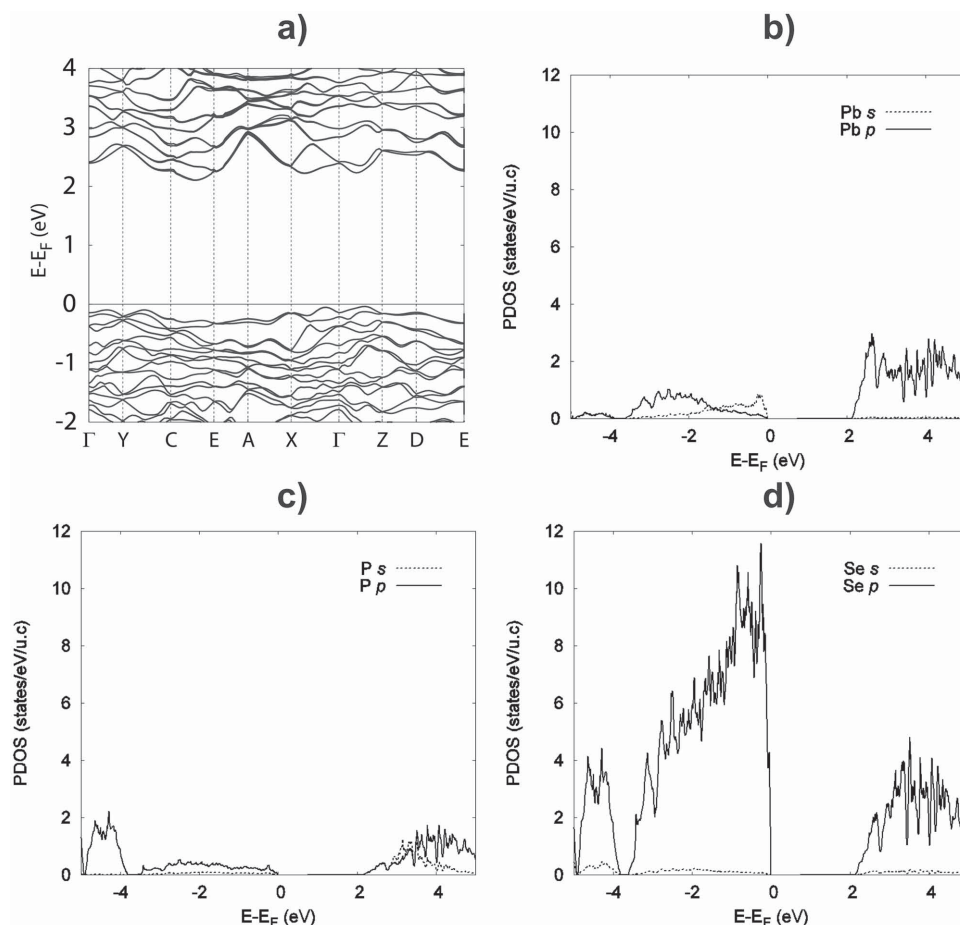 a)
4
3
2
1
0
-1
-2
E-E_F (eV)
Γ Y C E A X Γ Z D E
b)
12
10
8
6
4
2
0
PDOS (states/eV/u.c)
Pb s
Pb p
-4 -2 0 2 4
E-E_F (eV)
c)
12
10
8
6
4
2
0
PDOS (states/eV/u.c)
P s
P p
-4 -2 0 2 4
E-E_F (eV)
d)
12
10
8
6
4
2
0
PDOS (states/eV/u.c)
Se s
Se p
-4 -2 0 2 4
E-E_F (eV)